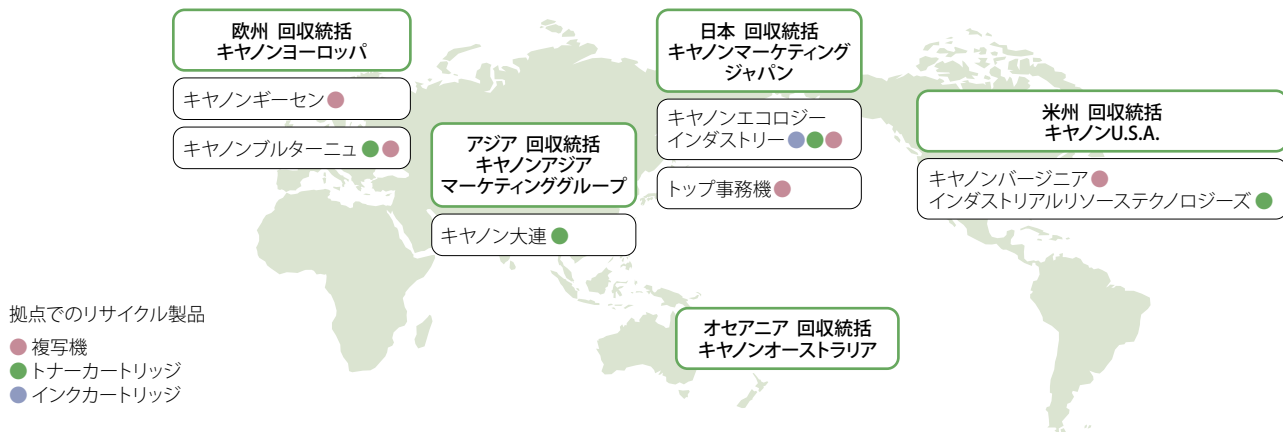 欧州 回収統括
キヤノンヨーロッパ
キヤノンギーセン
キヤノンブルターニュ
アジア 回収統括
キヤノンアジア
マーケティンググループ
キヤノン大連
日本 回収統括
キヤノンマーケティング
ジャパン
キヤノンエコロジー
インダストリー
トップ事務機
米州 回収統括
キヤノンU.S.A.
キヤノンバージニア
インダストリアルリソーステクノロジーズ
オセアニア 回収統括
キヤノンオーストラリア
拠点でのリサイクル製品
複写機
トナーカートリッジ
インクカートリッジ